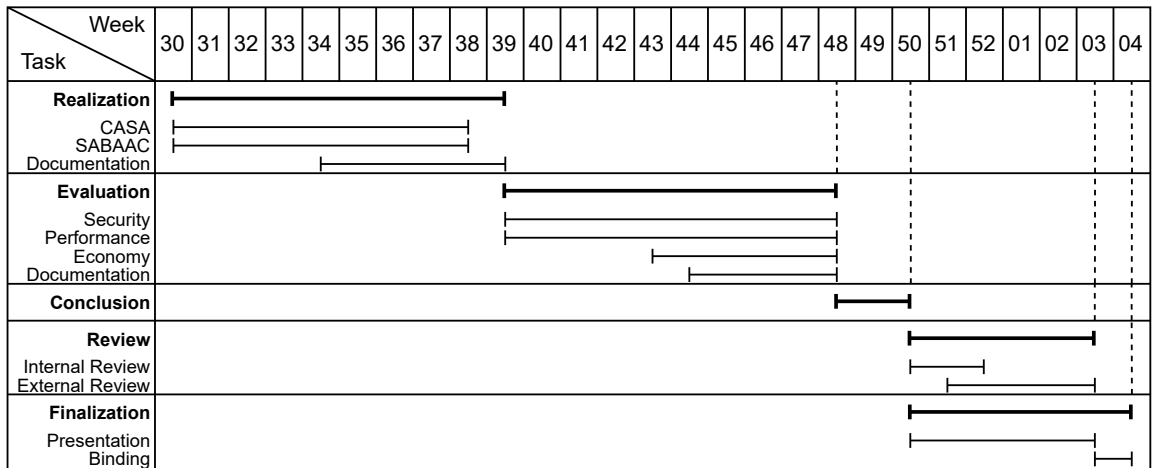 Week
Task
30 31 32 33 34 35 36 37 38 39 40 41 42 43 44 45 46 47 48 49 50 51 52 01 02 03 04
Realization
CASA
SABAAC
Documentation
Evaluation
Security
Performance
Economy
Documentation
Conclusion
Review
Internal Review
External Review
Finalization
Presentation
Binding